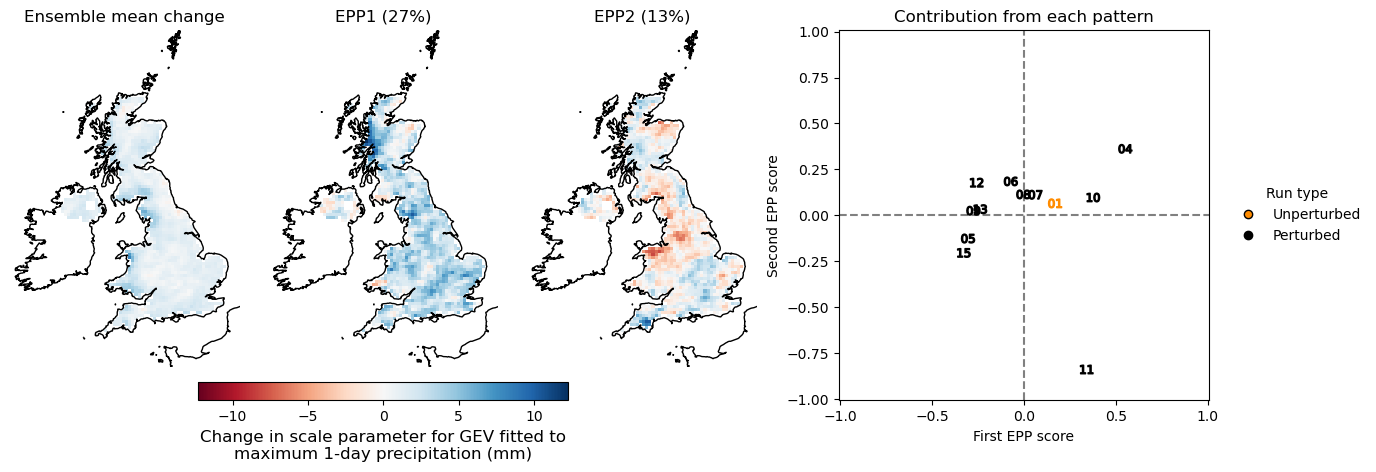 Ensemble mean change
EPP1 (27%)
EPP2 (13%)
Contribution from each pattern
1.00
0.75
0.50
0.25
0.00
−0.25
−0.50
−0.75
−1.00
Second EPP score
04
12
06
07
10
01
13
05
15
11
−1.0
−0.5
0.0
0.5
1.0
First EPP score
Run type
Unperturbed
Perturbed
−10
−5
0
5
10
Change in scale parameter for GEV fitted to
maximum 1-day precipitation (mm)